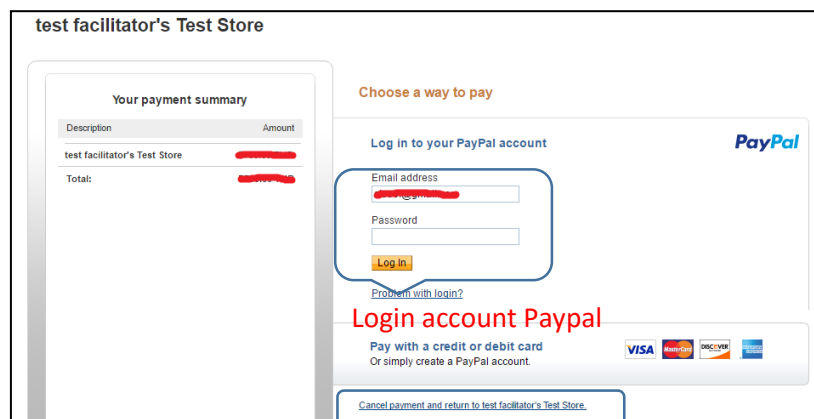 test facilitator's Test Store
Your payment summary
Description Amount
test facilitator's Test Store
Total:
Choose a way to pay
Log in to your PayPal account
PayPal
Email address
Password
Log In
Problem with login?
Login account Paypal
Pay with a credit or debit card
Or simply create a PayPal account.
VISA MasterCard DISCOVER
Cancel payment and return to test facilitator's Test Store.